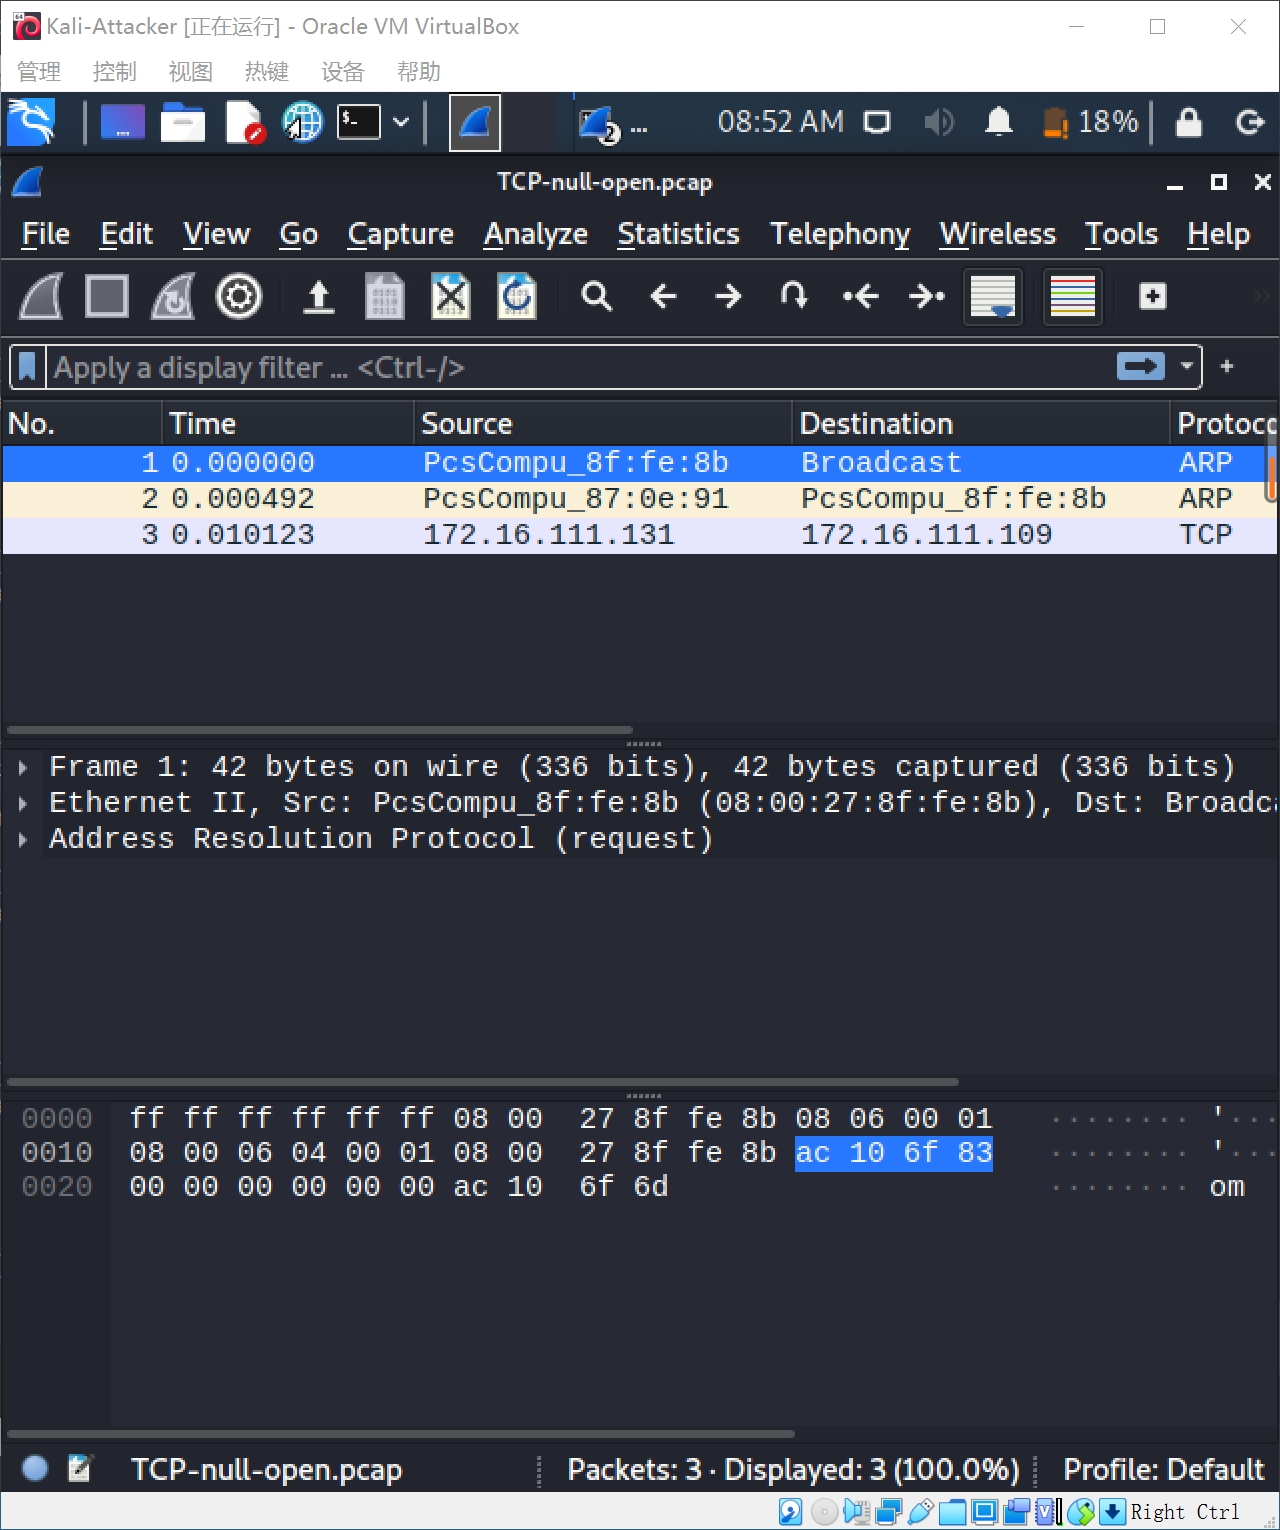 Kali-Attacker [正在运行] - Oracle VM VirtualBox
管理 控制 视图 热键 设备 帮助
$- 2 ... 08:52 AM 18%
TCP-null-open.pcap
File Edit View Go Capture Analyze Statistics Telephony Wireless Tools Help
Apply a display filter ... <Ctrl-/>
No. Time Source Destination Protoco
1 0.000000 PcsCompu_8f:fe:8b Broadcast ARP
2 0.000492 PcsCompu_87:0e:91 PcsCompu_8f:fe:8b ARP
3 0.010123 172.16.111.131 172.16.111.109 TCP
Frame 1: 42 bytes on wire (336 bits), 42 bytes captured (336 bits)
Ethernet II, Src: PcsCompu_8f:fe:8b (08:00:27:8f:fe:8b), Dst: Broadca
Address Resolution Protocol (request)
0000 ff ff ff ff ff ff 08 00 27 8f fe 8b 08 06 00 01 ········ '···
0010 08 00 06 04 00 01 08 00 27 8f fe 8b ac 10 6f 83 ········ '···
0020 00 00 00 00 00 00 ac 10 6f 6d ········ om
TCP-null-open.pcap Packets: 3 · Displayed: 3 (100.0%) Profile: Default
Right Ctrl